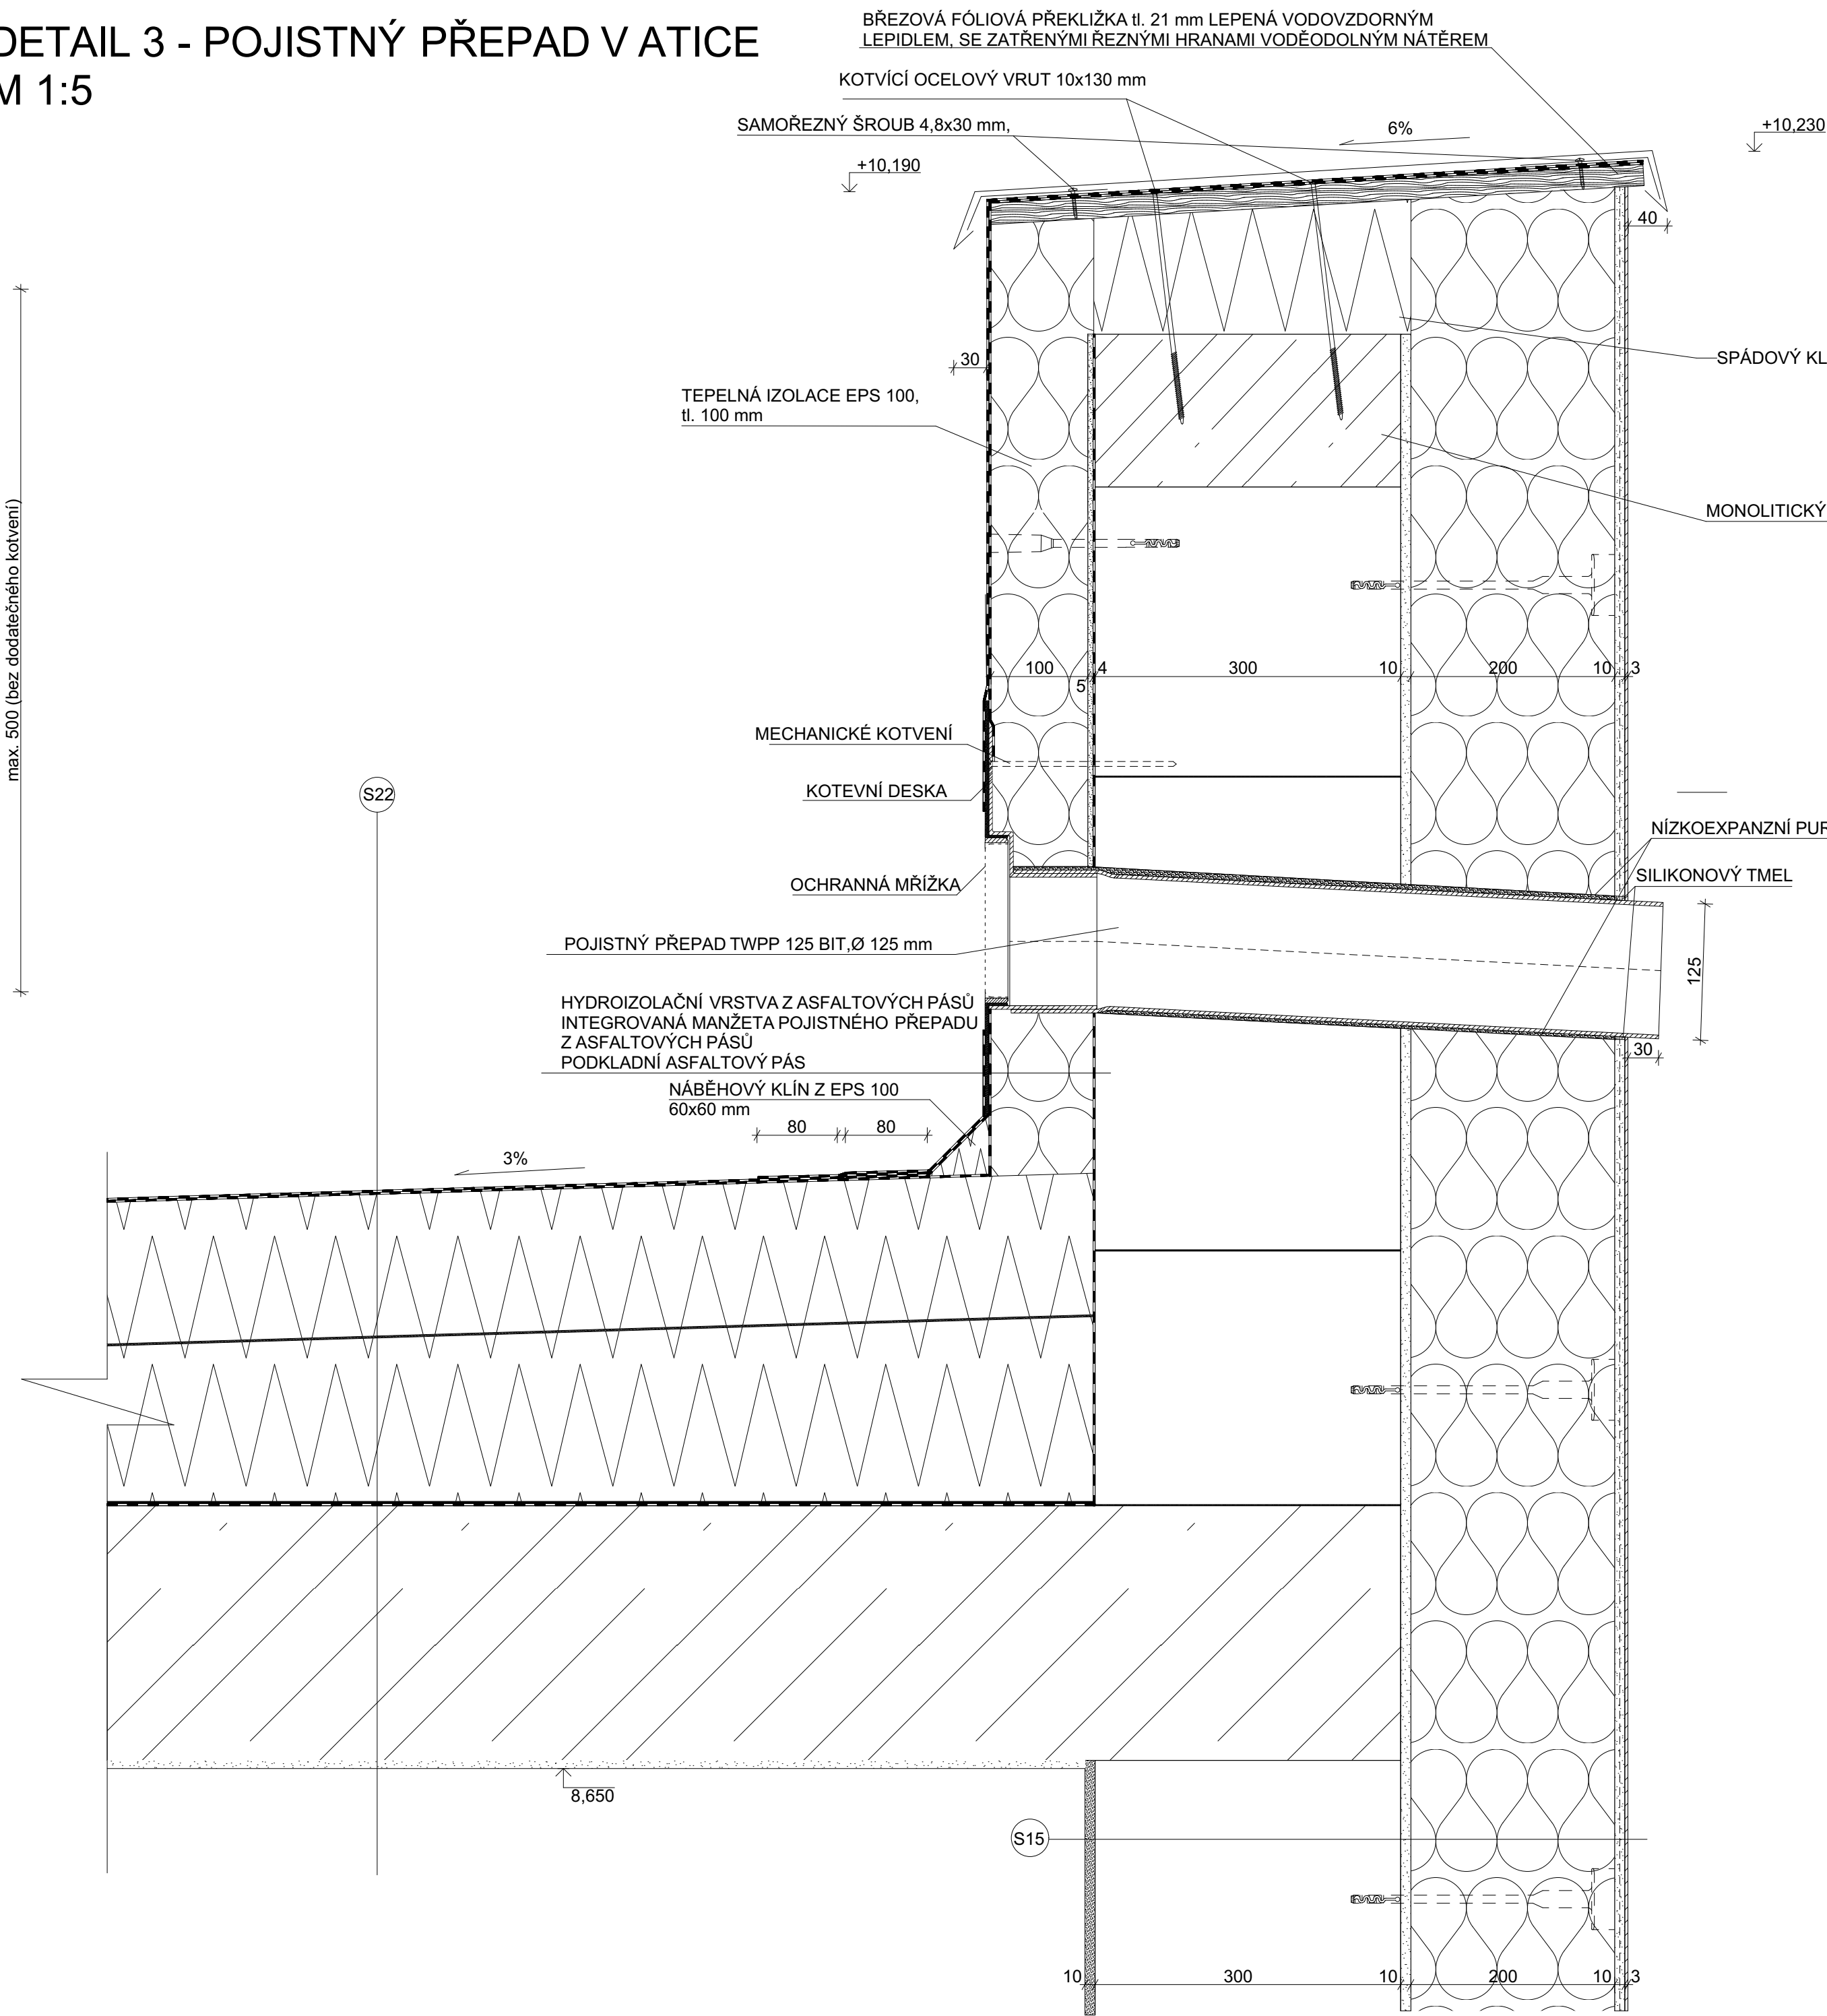 DETAIL 3 - POJISTNÝ PŘEPAD V ATICE
M 1:5
BŘEZOVÁ FÓLIOVÁ PŘEKLIŽKA tl. 21 mm LEPENÁ VODOVZDORNÝM
LEPIDLEM, SE ZATŘENÝMI ŘEZNÝMI HRANAMI VODĚODOLNÝM NÁTĚREM
KOTVÍCÍ OCELOVÝ VRUT 10x130 mm
SAMOŘEZNÝ ŠROUB 4,8x30 mm,
6%
+10,230
+10,190
40
30
SPÁDOVÝ KL
TEPELNÁ IZOLACE EPS 100,
tl. 100 mm
max. 500 (bez dodatečného kotvení)
MONOLITICKÝ
100
5
4
300
10
200
10
3
MECHANICKÉ KOTVENÍ
KOTEVNÍ DESKA
S22
NÍZKOEXPANZNÍ PUR
SILIKONOVÝ TMEL
OCHRANNÁ MŘÍŽKA
POJISTNÝ PŘEPAD TWPP 125 BIT,Ø 125 mm
125
HYDROIZOLAČNÍ VRSTVA Z ASFALTOVÝCH PÁSŮ
INTEGROVANÁ MANŽETA POJISTNÉHO PŘEPADU
Z ASFALTOVÝCH PÁSŮ
PODKLADNÍ ASFALTOVÝ PÁS
30
NÁBĚHOVÝ KLÍN Z EPS 100
60x60 mm
80
80
3%
8,650
S15
10
300
10
200
10
3